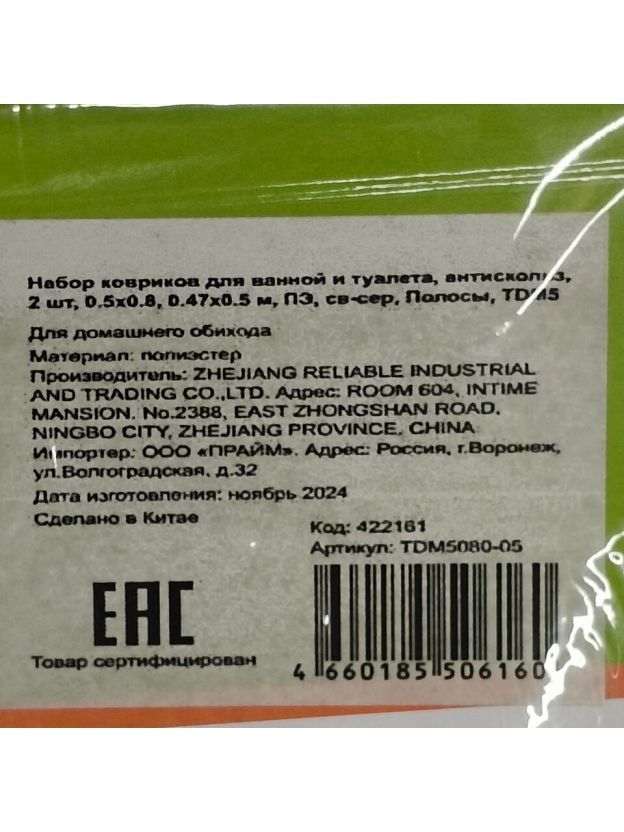 Набор ковриков для ванной и туалета, антискольз,
2 шт, 0.5х0.8, 0.47х0.5 м, ПЭ, св-сер, Полосы, TDM5
Для домашнего обихода
Материал: полиэстер
Производитель: ZHEJIANG RELIABLE INDUSTRIAL
AND TRADING CO.,LTD. Адрес: ROOM 604, INTIME
MANSION. No.2388, EAST ZHONGSHAN ROAD,
NINGBO CITY, ZHEJIANG PROVINCE, CHINA
Импортер: ООО «ПРАЙМ». Адрес: Россия, г.Воронеж,
ул.Волгоградская, д.32
Дата изготовления: ноябрь 2024
Сделано в Китае
Код: 422161
Артикул: TDM5080-05
EAC
Товар сертифицирован
4 660185 506160